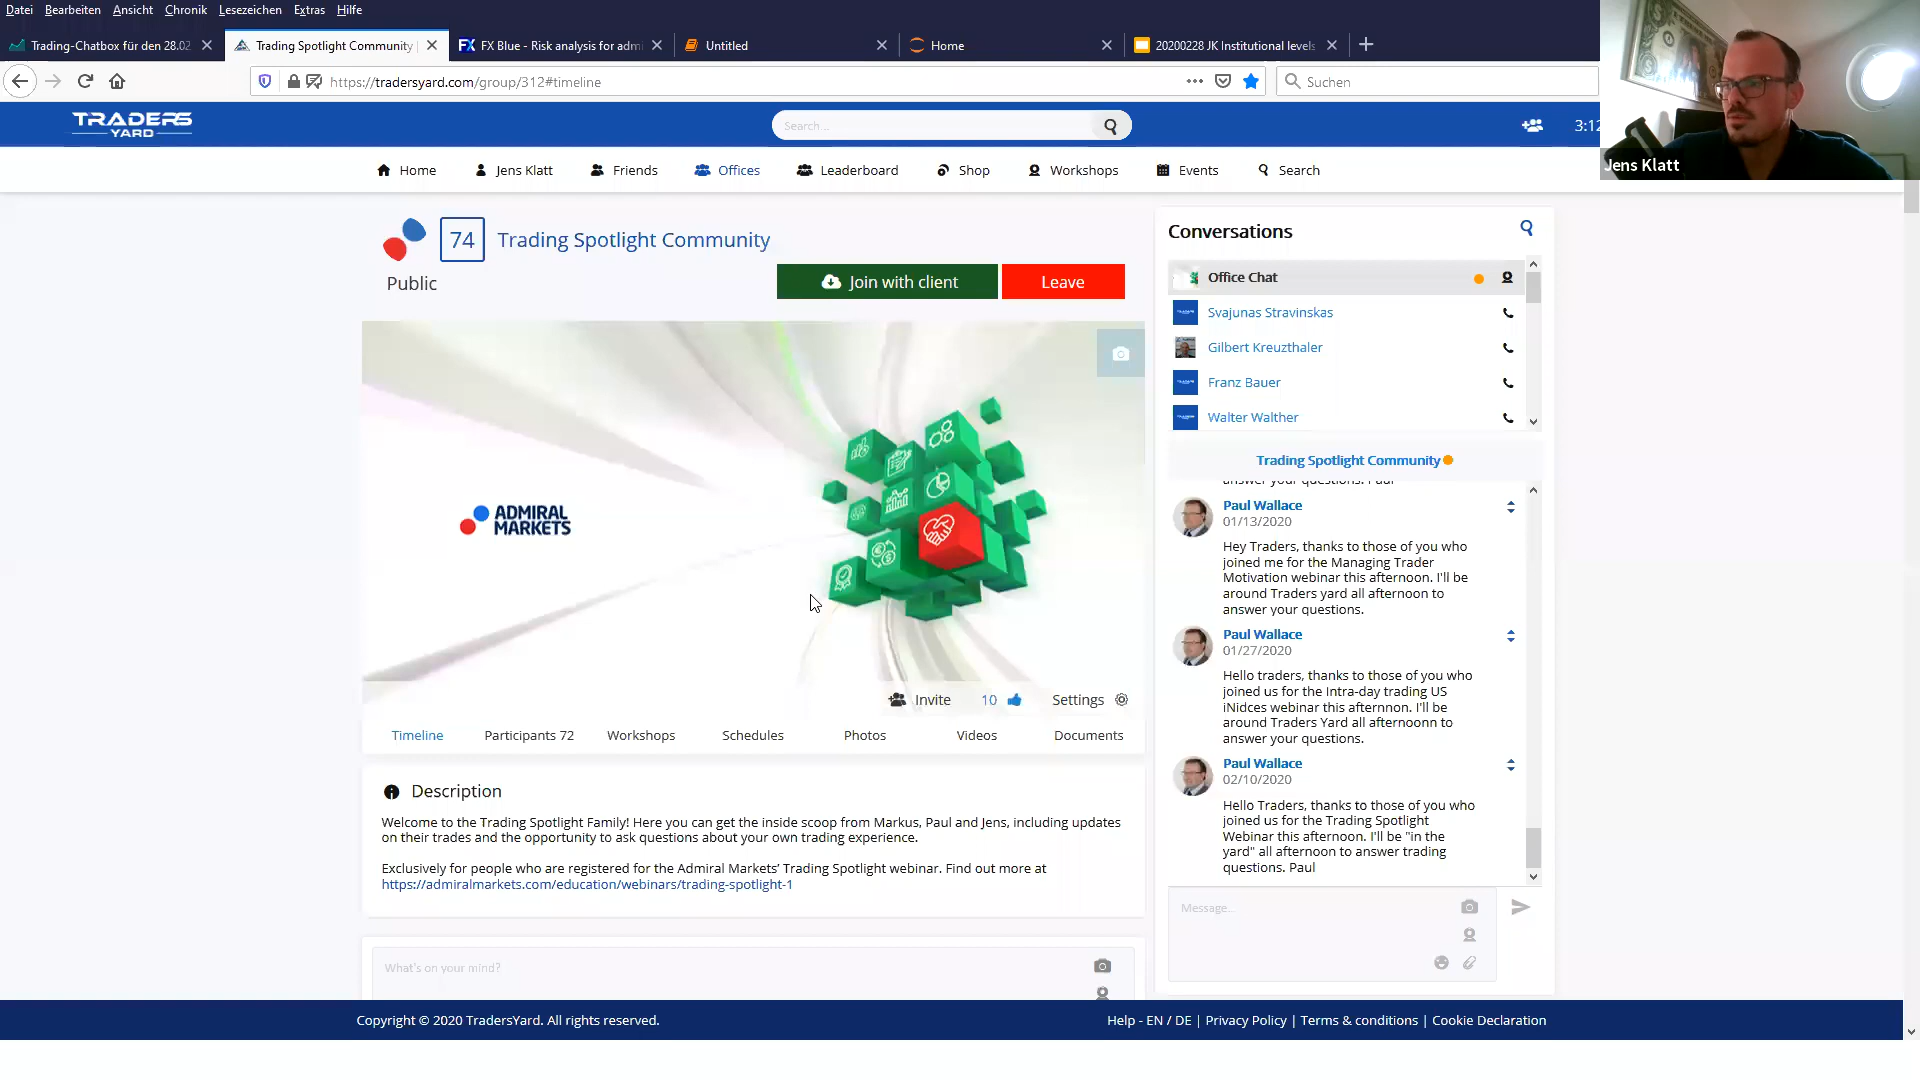 Datei Bearbeiten Ansicht Chronik Lesezeichen Extras Hilfe
Trading-Chatbox für den 28.02
Trading Spotlight Community
FX Blue - Risk analysis for adm
Untitled
Home
20200228 JK Institutional levels
https://tradersyard.com/group/312#timeline
Suchen
TRADERS
YARD
Search...
3:12
Jens Klatt
Home
Jens Klatt
Friends
Offices
Leaderboard
Shop
Workshops
Events
Search
74
Trading Spotlight Community
Public
Join with client
Leave
ADMIRAL
MARKETS
Invite
10
Settings
Timeline
Participants 72
Workshops
Schedules
Photos
Videos
Documents
Description
Welcome to the Trading Spotlight Family! Here you can get the inside scoop from Markus, Paul and Jens, including updates
on their trades and the opportunity to ask questions about your own trading experience.
Exclusively for people who are registered for the Admiral Markets’ Trading Spotlight webinar. Find out more at
https://admiralmarkets.com/education/webinars/trading-spotlight-1
What's on your mind?
Conversations
Office Chat
Svajunas Stravinskas
Gilbert Kreuzthaler
Franz Bauer
Walter Walther
Trading Spotlight Community
answer your questions. Paul
Paul Wallace
01/13/2020
Hey Traders, thanks to those of you who
joined me for the Managing Trader
Motivation webinar this afternoon. I'll be
around Traders yard all afternoon to
answer your questions.
Paul Wallace
01/27/2020
Hello traders, thanks to those of you who
joined us for the Intra-day trading US
iNidces webinar this afternnon. I'll be
around Traders Yard all afternoonn to
answer your questions.
Paul Wallace
02/10/2020
Hello Traders, thanks to those of you who
joined us for the Trading Spotlight
Webinar this afternoon. I'll be "in the
yard" all afternoon to answer trading
questions. Paul
Message...
Copyright © 2020 TradersYard. All rights reserved.
Help - EN / DE | Privacy Policy | Terms & conditions | Cookie Declaration